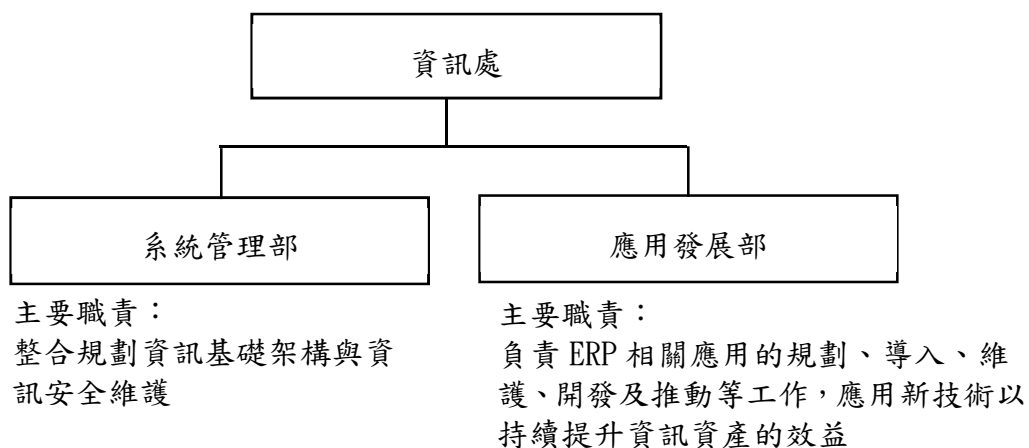 資訊處
系統管理部
主要職責：
整合規劃資訊基礎架構與資
訊安全維護
應用發展部
主要職責：
負責 ERP 相關應用的規劃、導入、維
護、開發及推動等工作，應用新技術以
持續提升資訊資產的效益